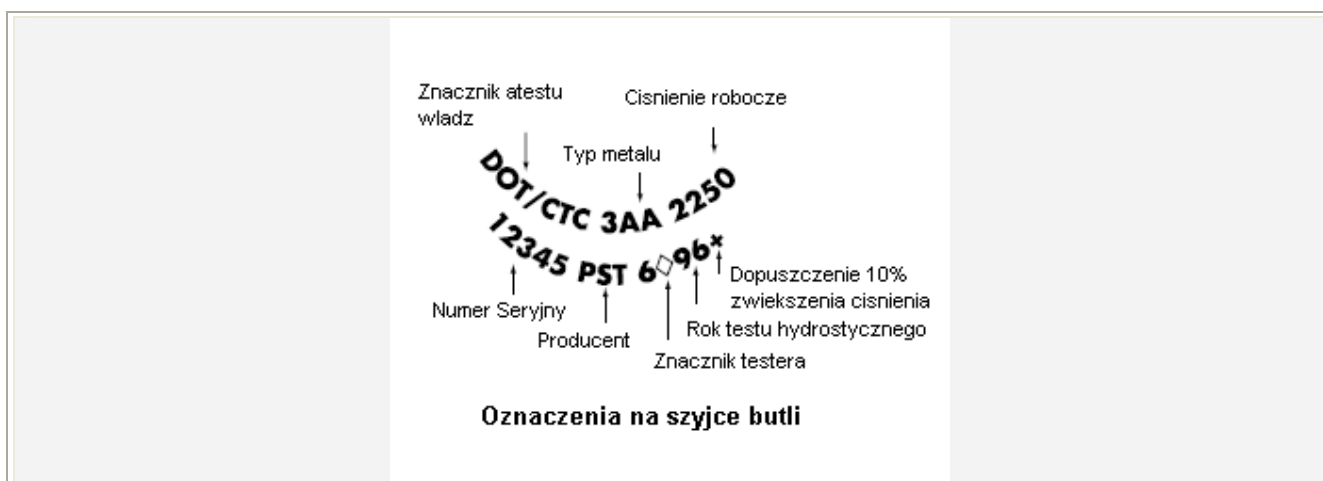 Znacznik atestu
wladz
Cisnienie robocze
Typ metalu
DOT/CTC 3AA 2250
12345 PST 6◇96+
Numer Seryjny
Producent
Dopuszczenie 10%
zwiekszenia cisnienia
Rok testu hydrostycznego
Znacznik testera
Oznaczenia na szyjce butli